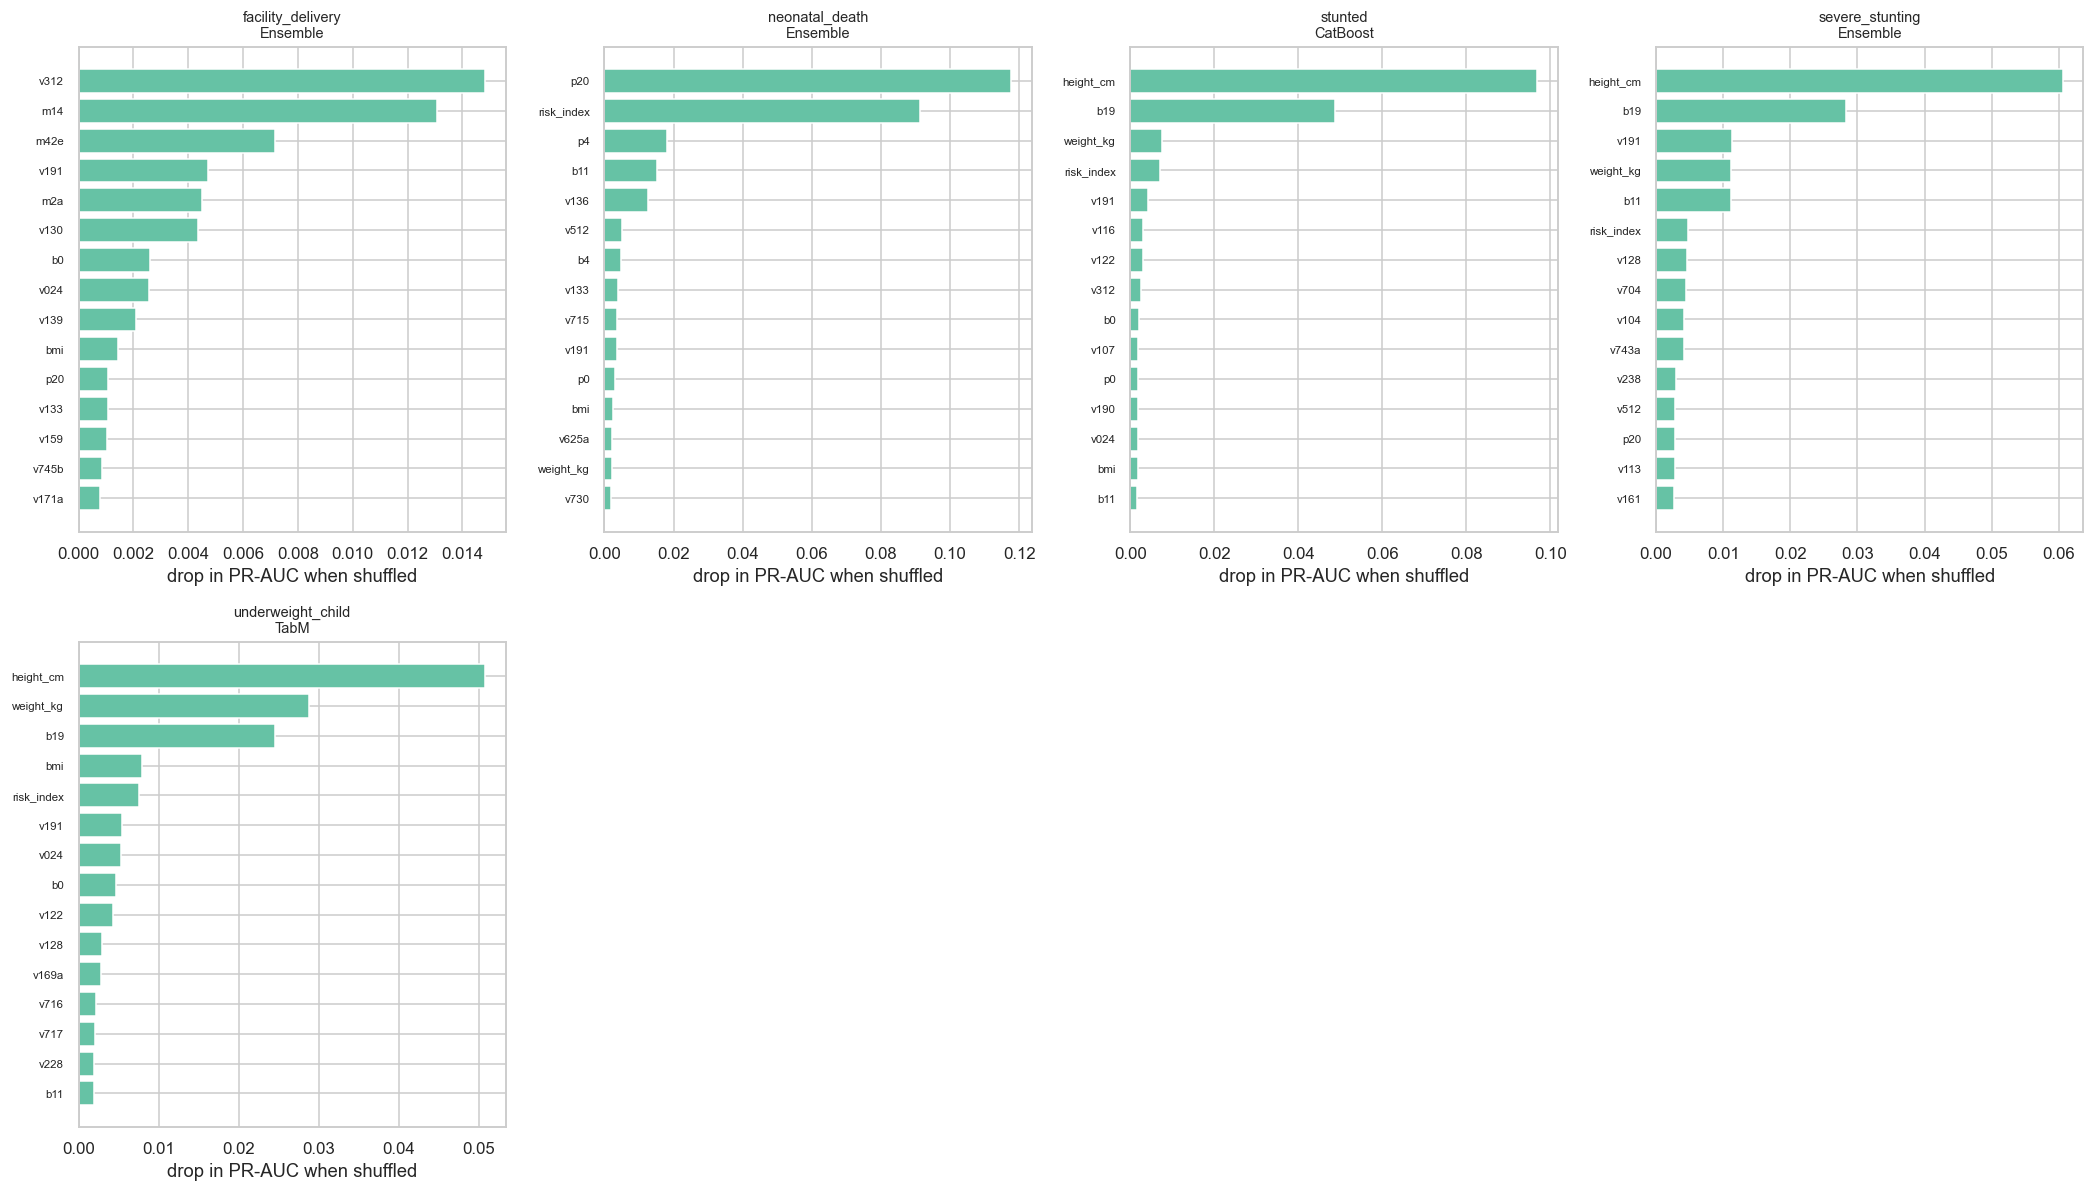 facility_delivery
Ensemble
v312
m14
m42e
v191
m2a
v130
b0
v024
v139
bmi
p20
v133
v159
v745b
v171a
0.000 0.002 0.004 0.006 0.008 0.010 0.012 0.014
drop in PR-AUC when shuffled
neonatal_death
Ensemble
p20
risk_index
p4
b11
v136
v512
b4
v133
v715
v191
p0
bmi
v625a
weight_kg
v730
0.00 0.02 0.04 0.06 0.08 0.10 0.12
drop in PR-AUC when shuffled
stunted
CatBoost
height_cm
b19
weight_kg
risk_index
v191
v116
v122
v312
b0
v107
p0
v190
v024
bmi
b11
0.00 0.02 0.04 0.06 0.08 0.10
drop in PR-AUC when shuffled
severe_stunting
Ensemble
height_cm
b19
v191
weight_kg
b11
risk_index
v128
v704
v104
v743a
v238
v512
p20
v113
v161
0.00 0.01 0.02 0.03 0.04 0.05 0.06
drop in PR-AUC when shuffled
underweight_child
TabM
height_cm
weight_kg
b19
bmi
risk_index
v191
v024
b0
v122
v128
v169a
v716
v717
v228
b11
0.00 0.01 0.02 0.03 0.04 0.05
drop in PR-AUC when shuffled